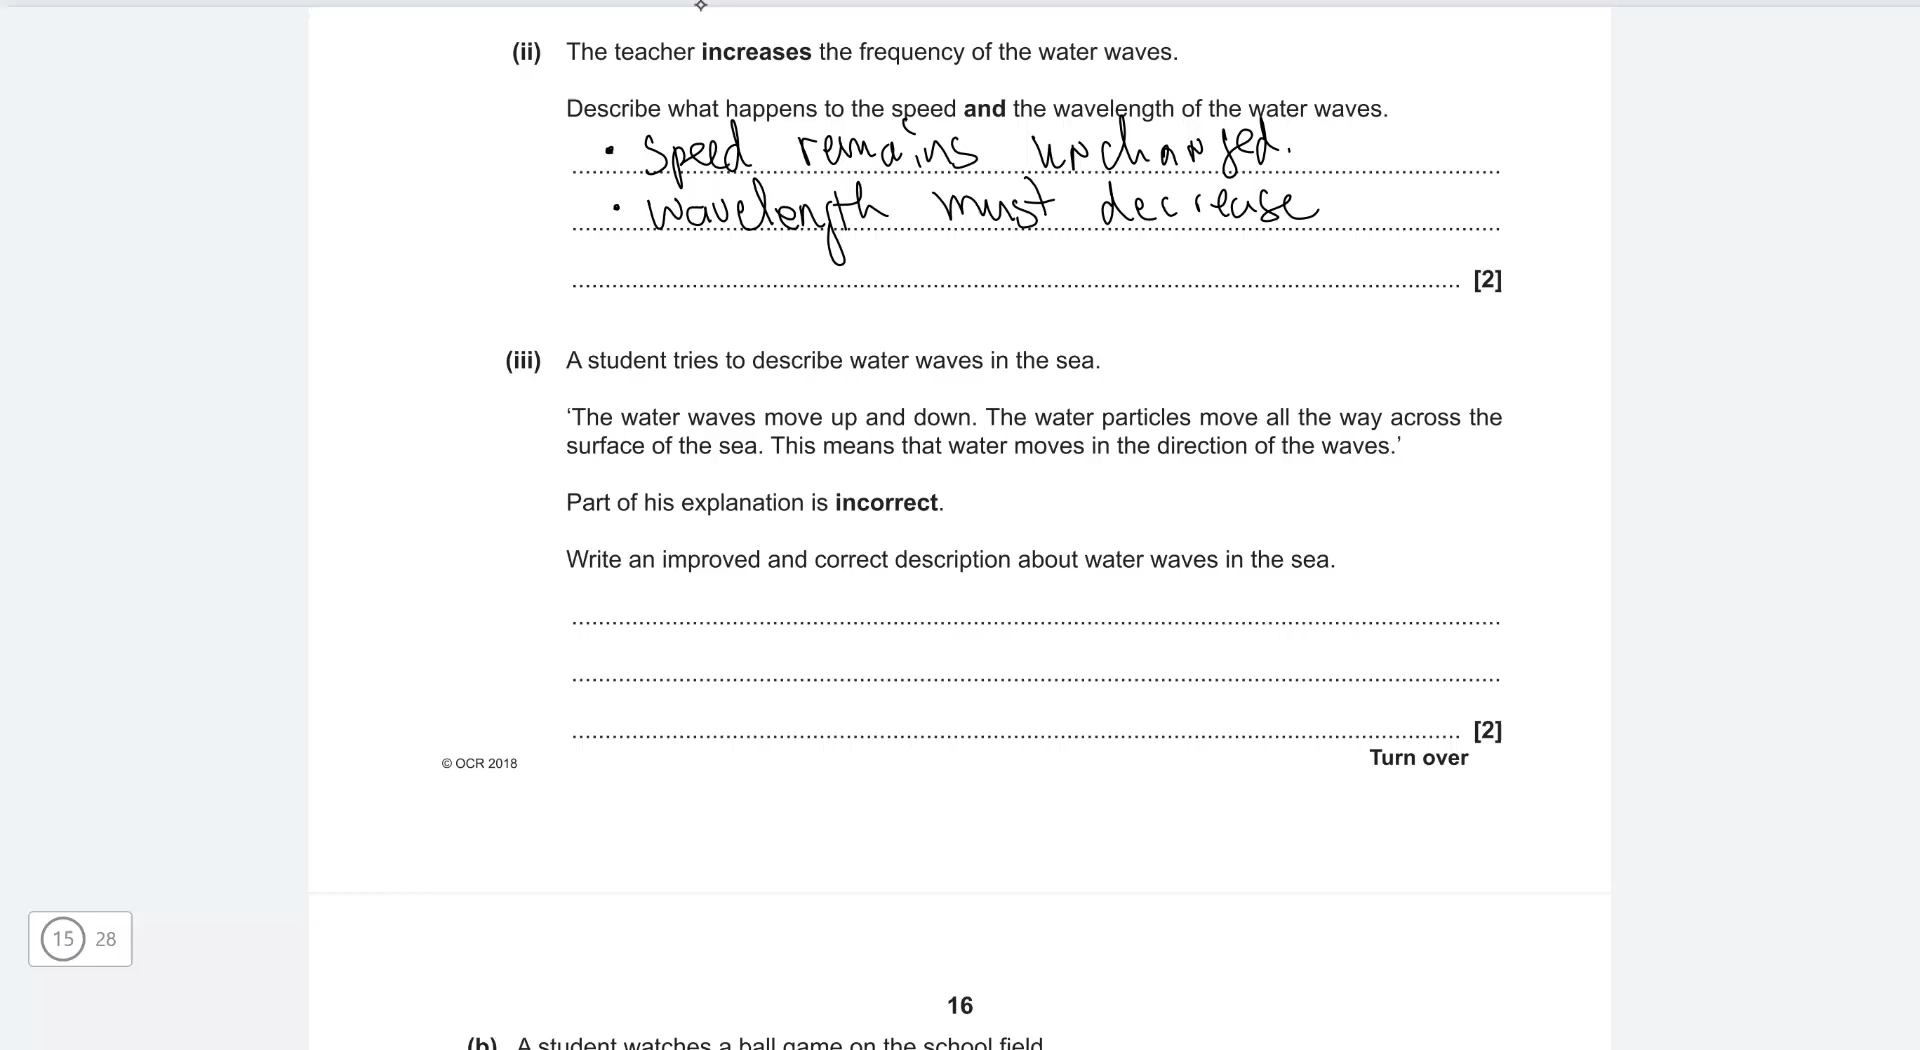 (ii) The teacher increases the frequency of the water waves.
Describe what happens to the speed and the wavelength of the water waves.
• Speed remains unchanged.
• wavelength must decrease
[2]
(iii) A student tries to describe water waves in the sea.
‘The water waves move up and down. The water particles move all the way across the
surface of the sea. This means that water moves in the direction of the waves.’
Part of his explanation is incorrect.
Write an improved and correct description about water waves in the sea.
[2]
© OCR 2018
Turn over
15 28
16
(b) A student watches a ball game on the school field.